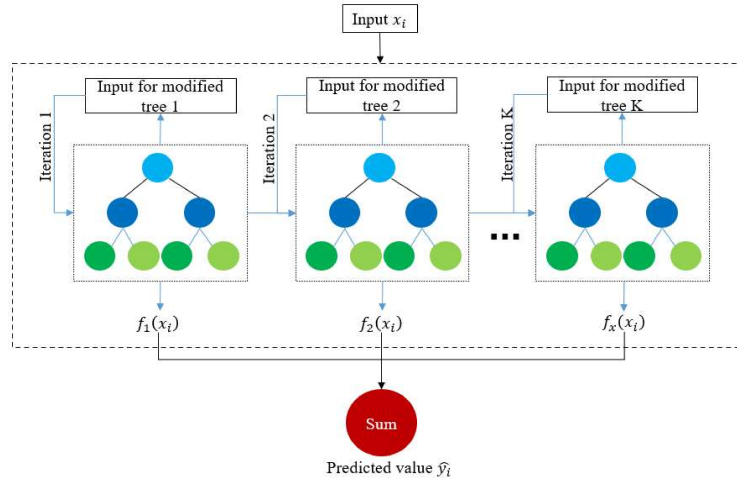 Input xᵢ
Input for modified
tree 1
Input for modified
tree 2
Input for modified
tree K
Iteration 1
Iteration 2
Iteration K
...
f₁(xᵢ)
f₂(xᵢ)
fₓ(xᵢ)
Sum
Predicted value ŷᵢ